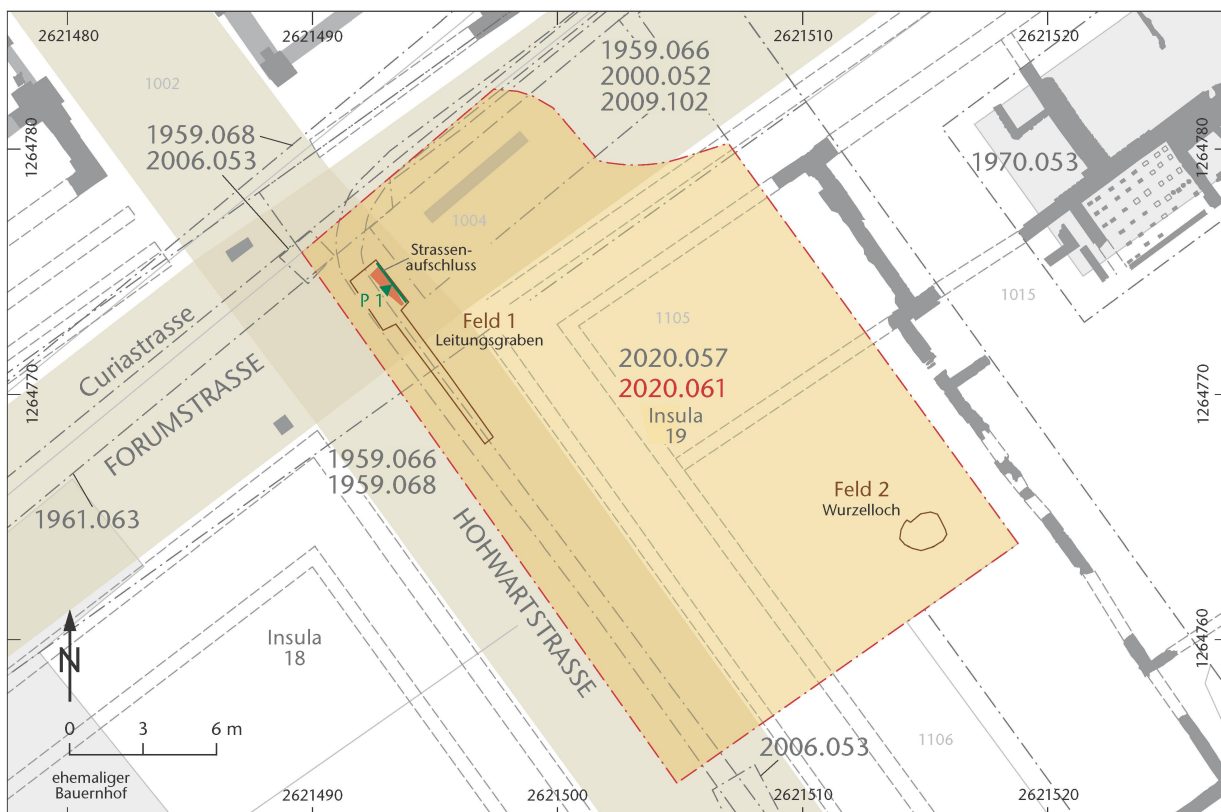 2621480
2621490
2621510
2621520
1959.066
2000.052
2009.102
1002
1959.068
2006.053
1264780
1264780
1970.053
1004
Strassen-
aufschluss
P 1
Feld 1
Leitungsgraben
1105
1015
2020.057
2020.061
Insula
19
Curiastrasse
FORUMSTRASSE
1264770
1264770
1959.066
1959.068
1961.063
Feld 2
Wurzelloch
HOHWARTSTRASSE
Insula
18
1264760
N
0 3 6 m
2006.053
1106
ehemaliger
Bauernhof
2621490
2621500
2621510
2621520